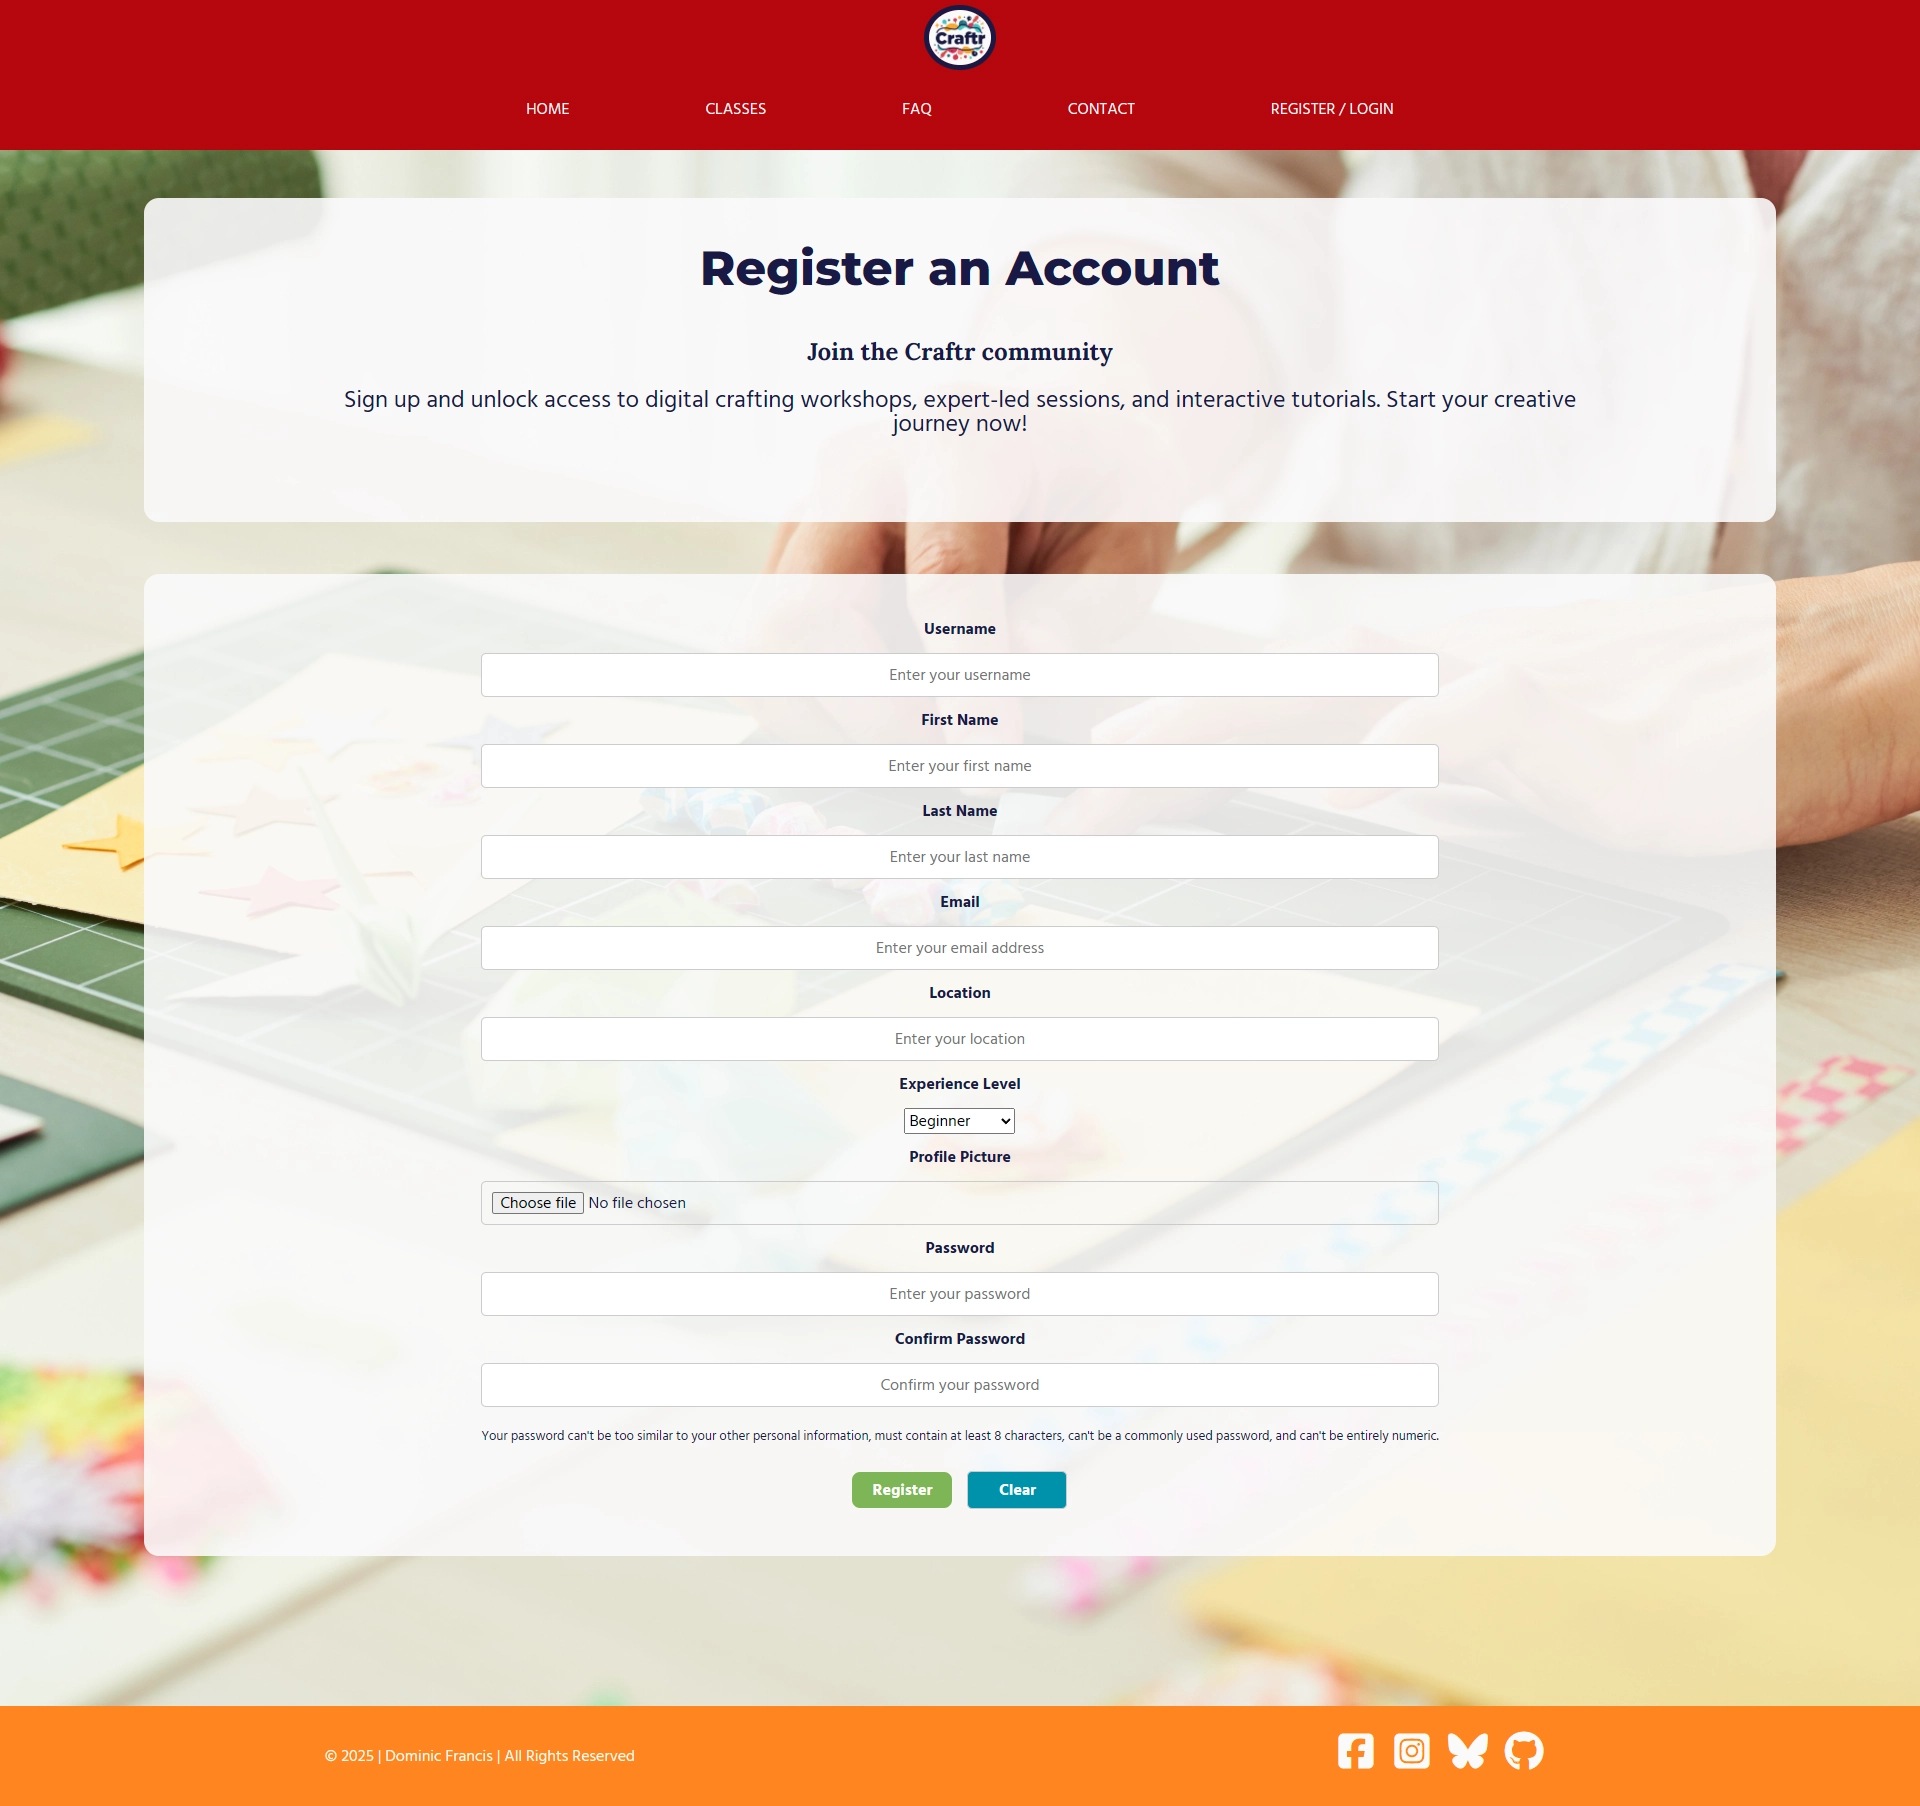 Craftr
HOME CLASSES FAQ CONTACT REGISTER / LOGIN
Register an Account
Join the Craftr community
Sign up and unlock access to digital crafting workshops, expert-led sessions, and interactive tutorials. Start your creative
journey now!
Username
Enter your username
First Name
Enter your first name
Last Name
Enter your last name
Email
Enter your email address
Location
Enter your location
Experience Level
Beginner
Profile Picture
Choose file No file chosen
Password
Enter your password
Confirm Password
Confirm your password
Your password can't be too similar to your other personal information, must contain at least 8 characters, can't be a commonly used password, and can't be entirely numeric.
Register Clear
© 2025 | Dominic Francis | All Rights Reserved